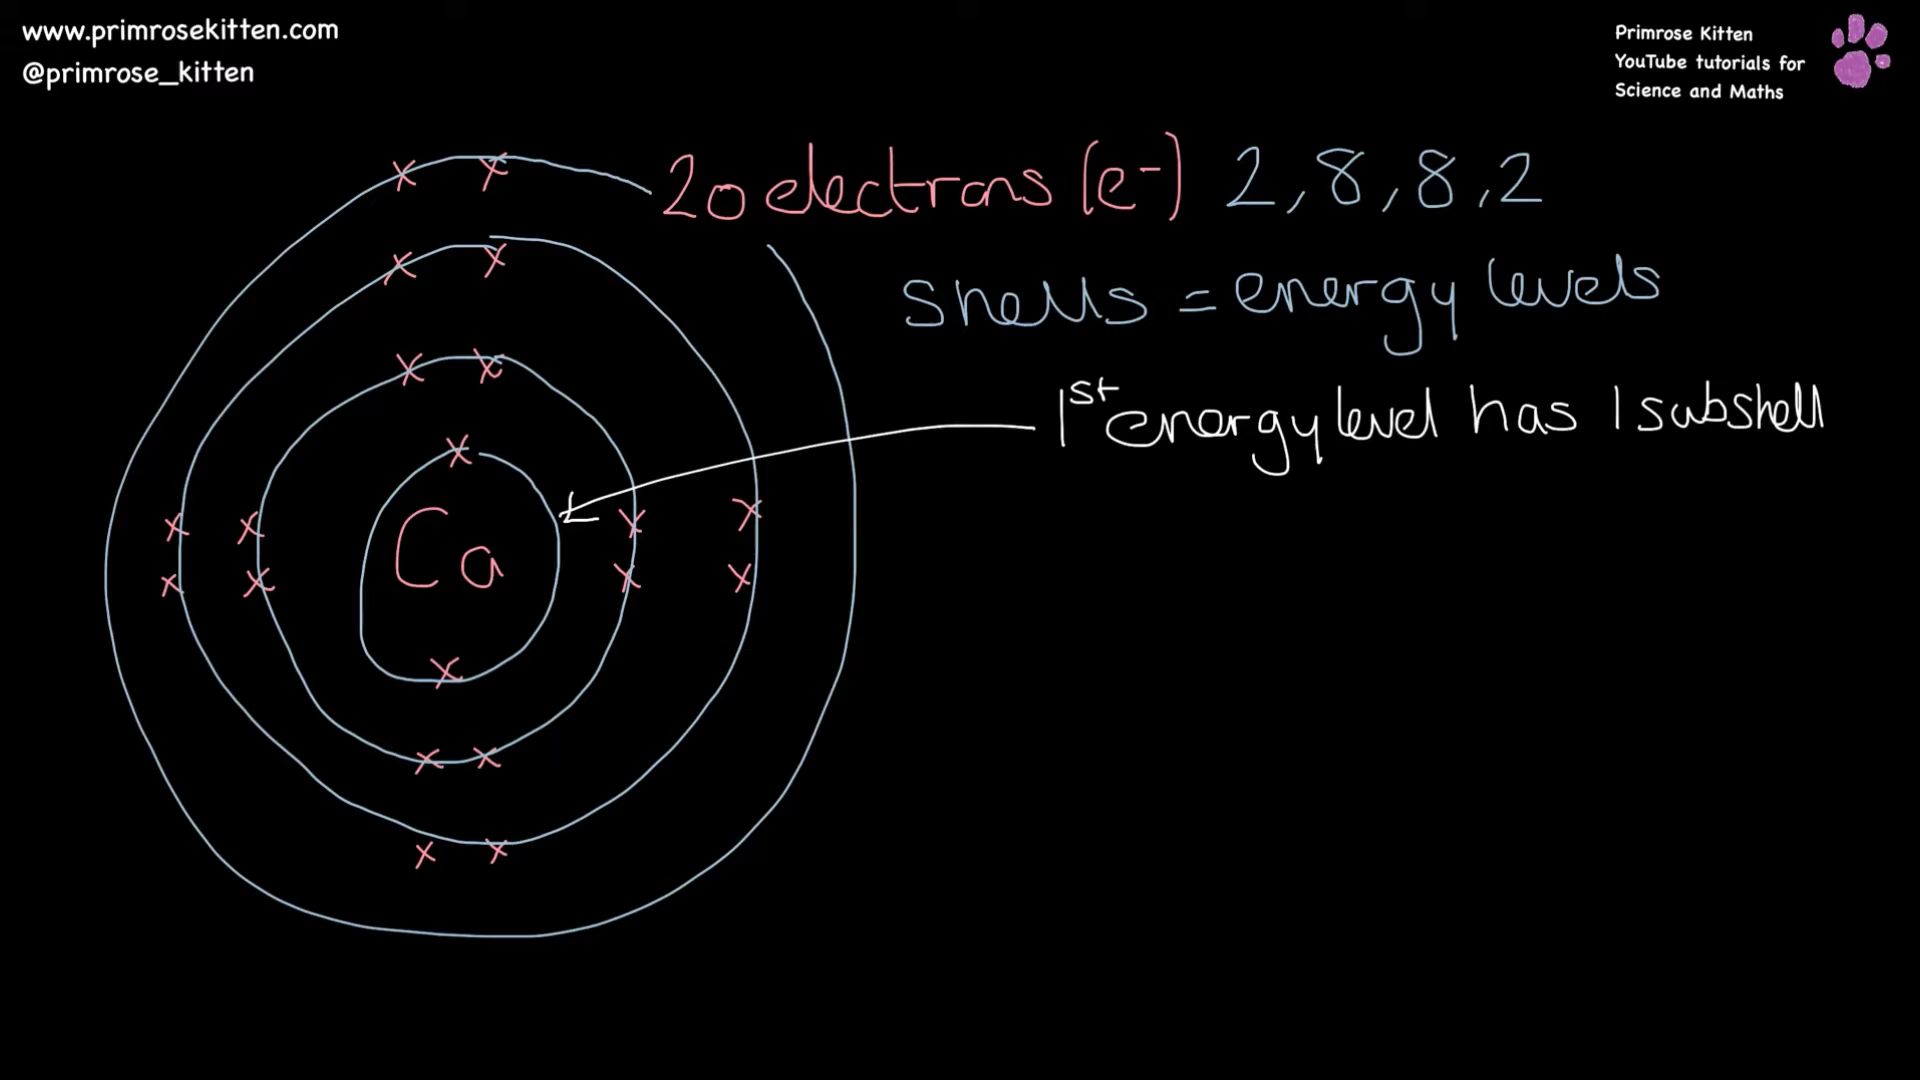 www.primrosekitten.com
@primrose_kitten
Primrose Kitten
YouTube tutorials for
Science and Maths
20 electrons (e-) 2,8,8,2
shells = energy levels
1st energy level has 1 subshell
Ca